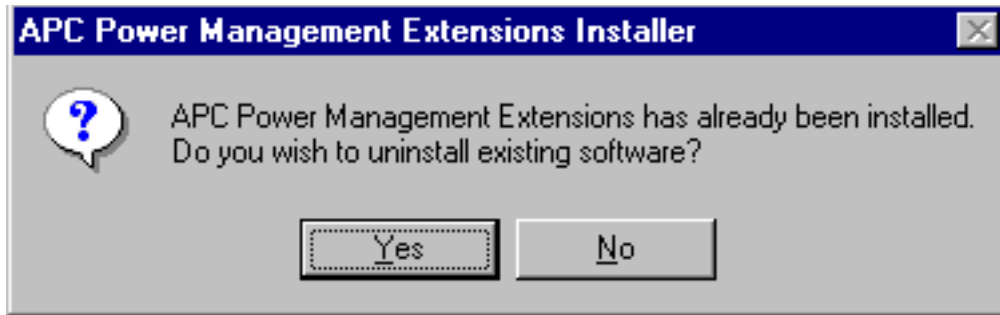 APC Power Management Extensions Installer
?
APC Power Management Extensions has already been installed.
Do you wish to uninstall existing software?
Yes No